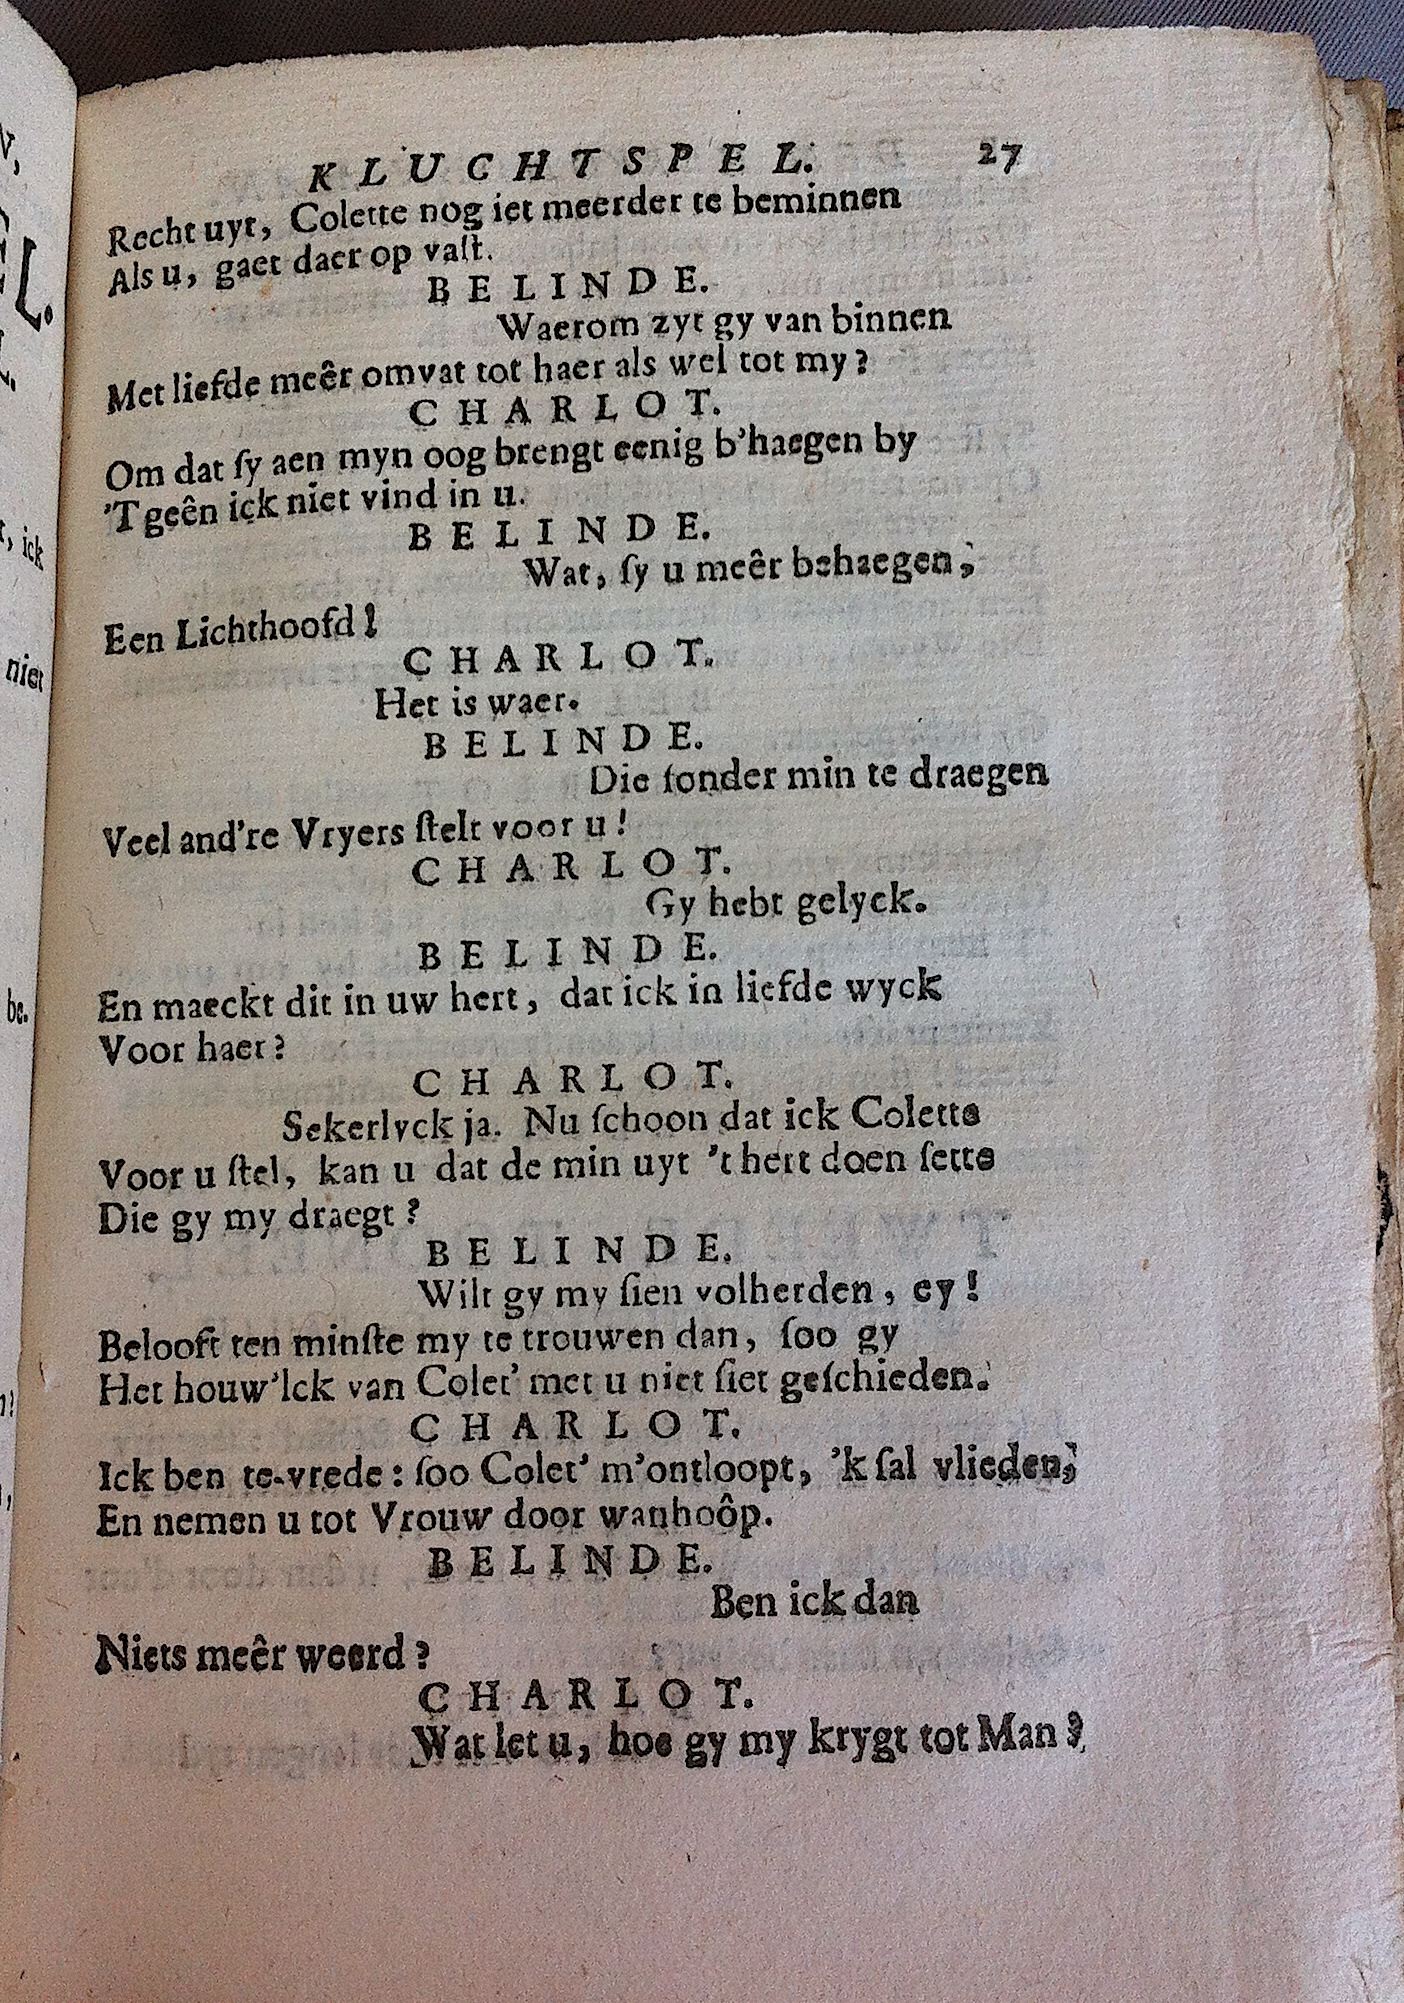 KLUCHTSPEL. 27
Recht uyt, Colette nog iet meerder te beminnen
Als u, gaet daer op vaſt.
BELINDE.
Waerom zyt gy van binnen
Met liefde meêr omvat tot haer als wel tot my?
CHARLOT.
Om dat ſy aen myn oog brengt eenig b'haegen by
'T geên ick niet vind in u.
BELINDE.
Wat, ſy u meêr behaegen,
Een Lichthoofd!
CHARLOT.
Het is waer.
BELINDE.
Die ſonder min te draegen
Veel and're Vryers ſtelt voor u!
CHARLOT.
Gy hebt gelyck.
BELINDE.
En maeckt dit in uw hert, dat ick in liefde wyck
Voor haer?
CHARLOT.
Sekerlyck ja. Nu ſchoon dat ick Colette
Voor u ſtel, kan u dat de min uyt 't hert doen ſette
Die gy my draegt?
BELINDE.
Wilt gy my ſien volherden, ey!
Belooft ten minſte my te trouwen dan, ſoo gy
Het houw'lck van Colet' met u niet ſiet geſchieden.
CHARLOT.
Ick ben te-vrede: ſoo Colet' m'ontloopt, 'k ſal vlieden,
En nemen u tot Vrouw door wanhoôp.
BELINDE.
Ben ick dan
Niets meêr weerd?
CHARLOT.
Wat let u, hoe gy my krygt tot Man?